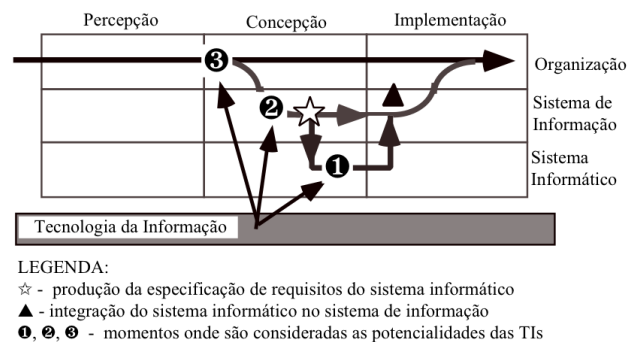 Percepção
Concepção
Implementação
❸
Organização
❷
Sistema de
Informação
❶
Sistema
Informático
Tecnologia da Informação
LEGENDA:
☆ - produção da especificação de requisitos do sistema informático
▲ - integração do sistema informático no sistema de informação
❶, ❷, ❸ - momentos onde são consideradas as potencialidades das TIs